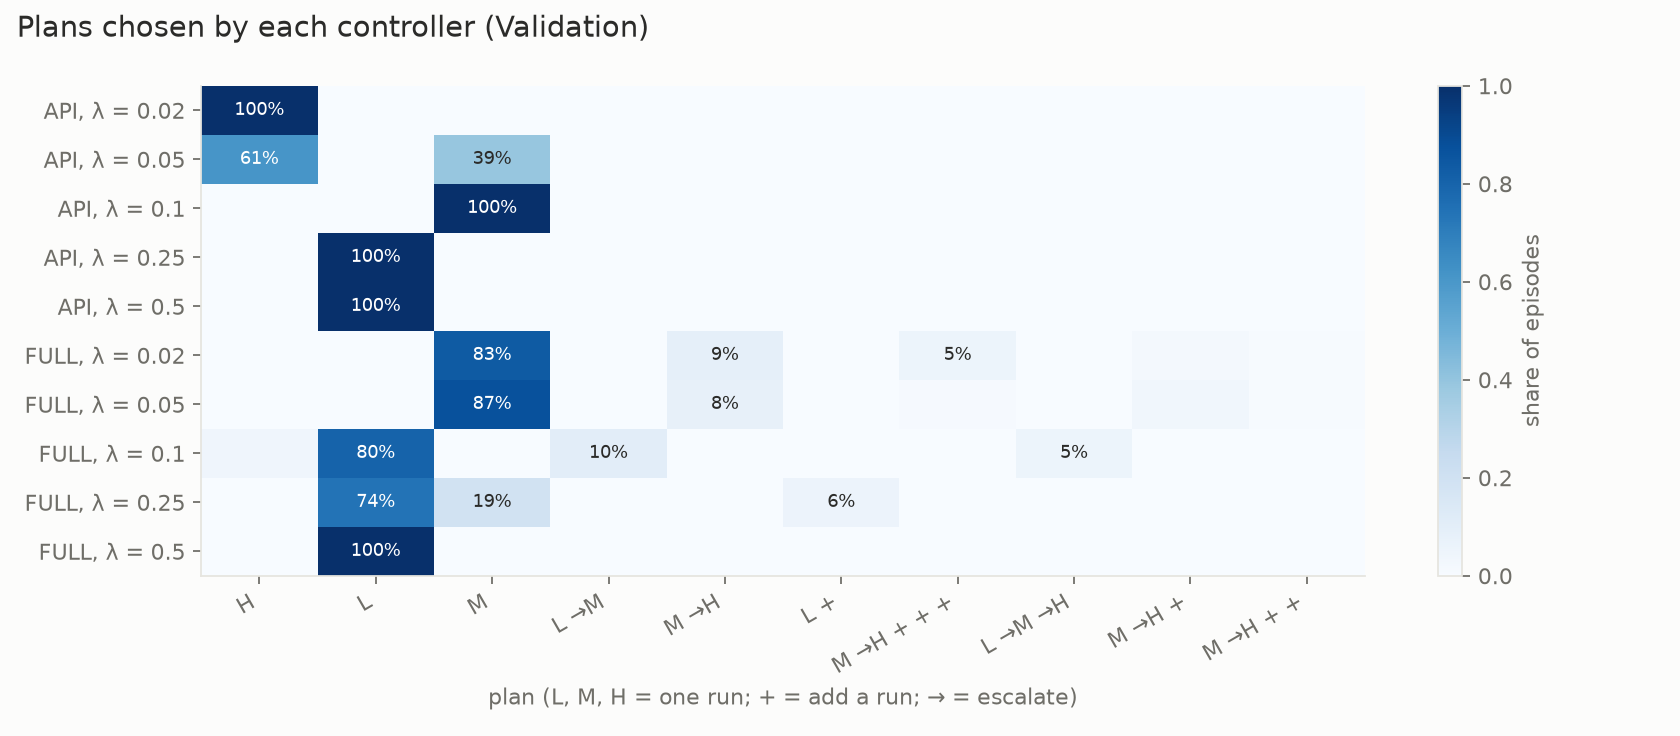 Plans chosen by each controller (Validation)
API, λ = 0.02
100%
API, λ = 0.05
61%
39%
API, λ = 0.1
100%
API, λ = 0.25
100%
API, λ = 0.5
100%
FULL, λ = 0.02
83%
9%
5%
FULL, λ = 0.05
87%
8%
FULL, λ = 0.1
80%
10%
5%
FULL, λ = 0.25
74%
19%
6%
FULL, λ = 0.5
100%
H
L
M
L →M
M →H
L +
M →H + + +
L →M →H
M →H +
M →H + +
plan (L, M, H = one run; + = add a run; → = escalate)
1.0
0.8
0.6
0.4
0.2
0.0
share of episodes